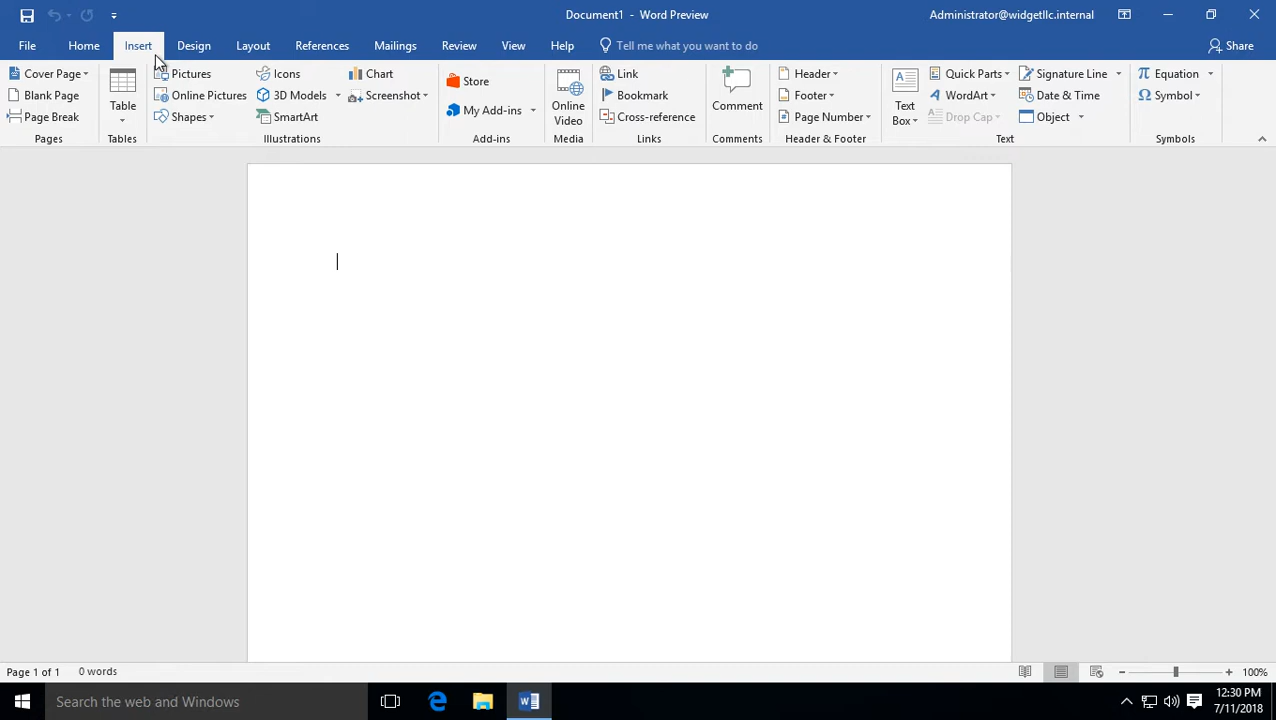 Document1 - Word Preview
Administrator@widgetllc.internal
File Home Insert Design Layout References Mailings Review View Help Tell me what you want to do Share
Cover Page Pictures Icons Chart Store Link Header Quick Parts Signature Line Equation
Blank Page Online Pictures 3D Models Screenshot Bookmark Footer WordArt Date & Time Symbol
Table My Add-ins Online Comment Text
Page Break Shapes SmartArt Video Cross-reference Page Number Box Drop Cap Object
Pages Tables Illustrations Add-ins Media Links Comments Header & Footer Text Symbols
Page 1 of 1 0 words 100%
Search the web and Windows
12:30 PM
7/11/2018